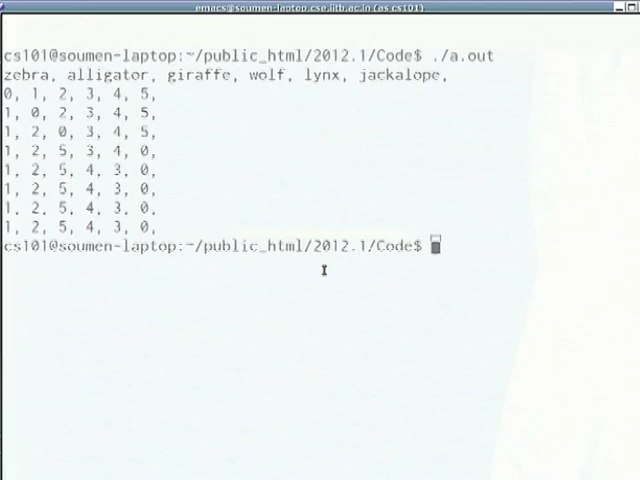 emacs@soumen-laptop.cse.iitb.ac.in (as cs101)
cs101@soumen-laptop:~/public_html/2012.1/Code$ ./a.out
zebra, alligator, giraffe, wolf, lynx, jackalope,
0, 1, 2, 3, 4, 5,
1, 0, 2, 3, 4, 5,
1, 2, 0, 3, 4, 5,
1, 2, 5, 3, 4, 0,
1, 2, 5, 4, 3, 0,
1, 2, 5, 4, 3, 0,
1, 2, 5, 4, 3, 0,
1, 2, 5, 4, 3, 0,
cs101@soumen-laptop:~/public_html/2012.1/Code$